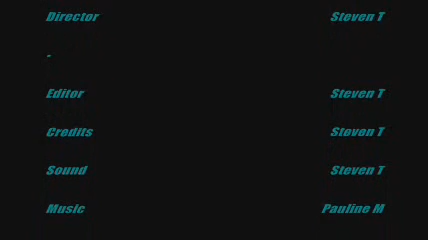 Director Steven T
-
Editor Steven T
Credits Steven T
Sound Steven T
Music Pauline M